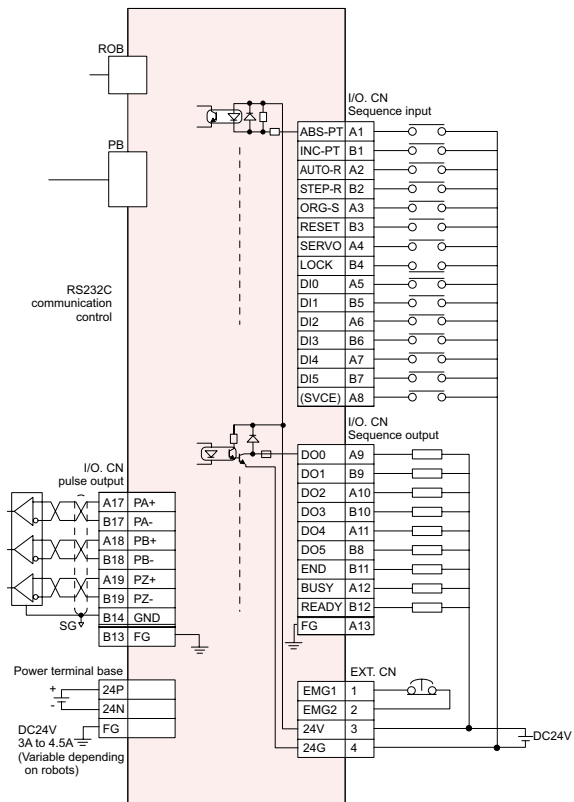 ROB
PB
RS232C
communication
control
I/O. CN
Sequence input
ABS-PT A1
INC-PT B1
AUTO-R A2
STEP-R B2
ORG-S A3
RESET B3
SERVO A4
LOCK B4
DI0 A5
DI1 B5
DI2 A6
DI3 B6
DI4 A7
DI5 B7
(SVCE) A8
I/O. CN
Sequence output
DO0 A9
DO1 B9
DO2 A10
DO3 B10
DO4 A11
DO5 B8
END B11
BUSY A12
READY B12
FG A13
I/O. CN
pulse output
A17 PA+
B17 PA-
A18 PB+
B18 PB-
A19 PZ+
B19 PZ-
B14 GND
B13 FG
SG
Power terminal base
+ 24P
- 24N
FG
DC24V
3A to 4.5A
(Variable depending
on robots)
EXT. CN
EMG1 1
EMG2 2
24V 3
24G 4
DC24V